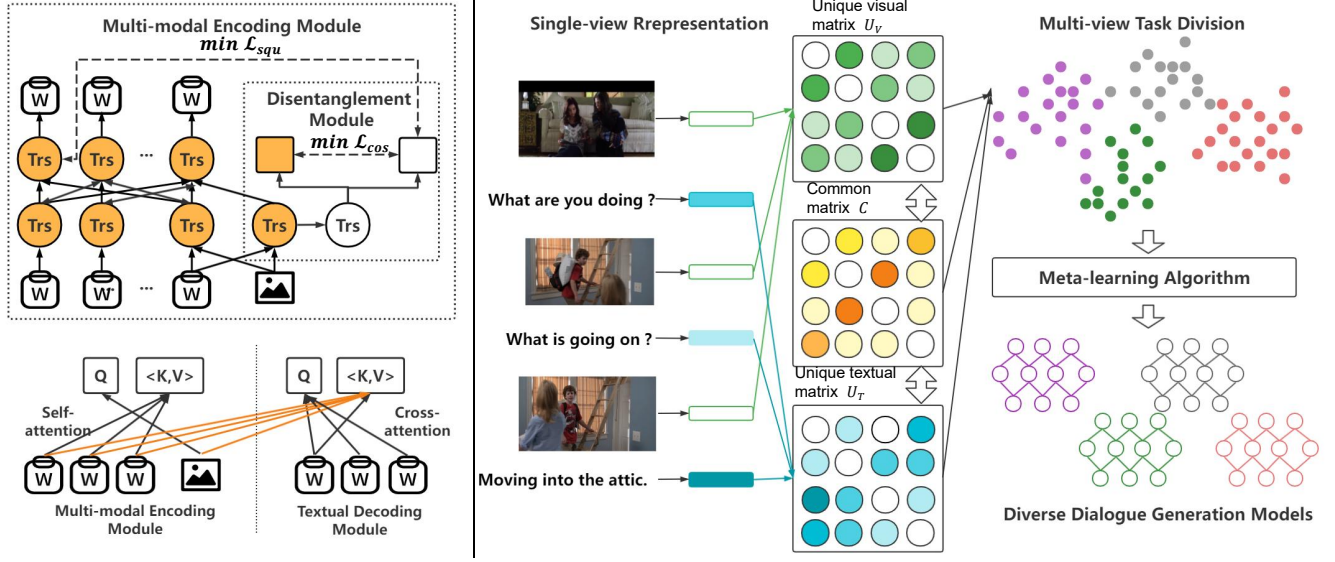 Multi-modal Encoding Module
min ℒsqu
W W W
Disentanglement
Module
min ℒcos
Trs Trs ... Trs
Trs Trs Trs Trs Trs
W W ... W
Q <K,V> Q <K,V>
Self-
attention
Cross-
attention
W W W W W W
Multi-modal Encoding
Module
Textual Decoding
Module
Single-view Rrepresentation
What are you doing ?
What is going on ?
Moving into the attic.
Unique visual
matrix U_V
Common
matrix C
Unique textual
matrix U_T
Multi-view Task Division
Meta-learning Algorithm
Diverse Dialogue Generation Models